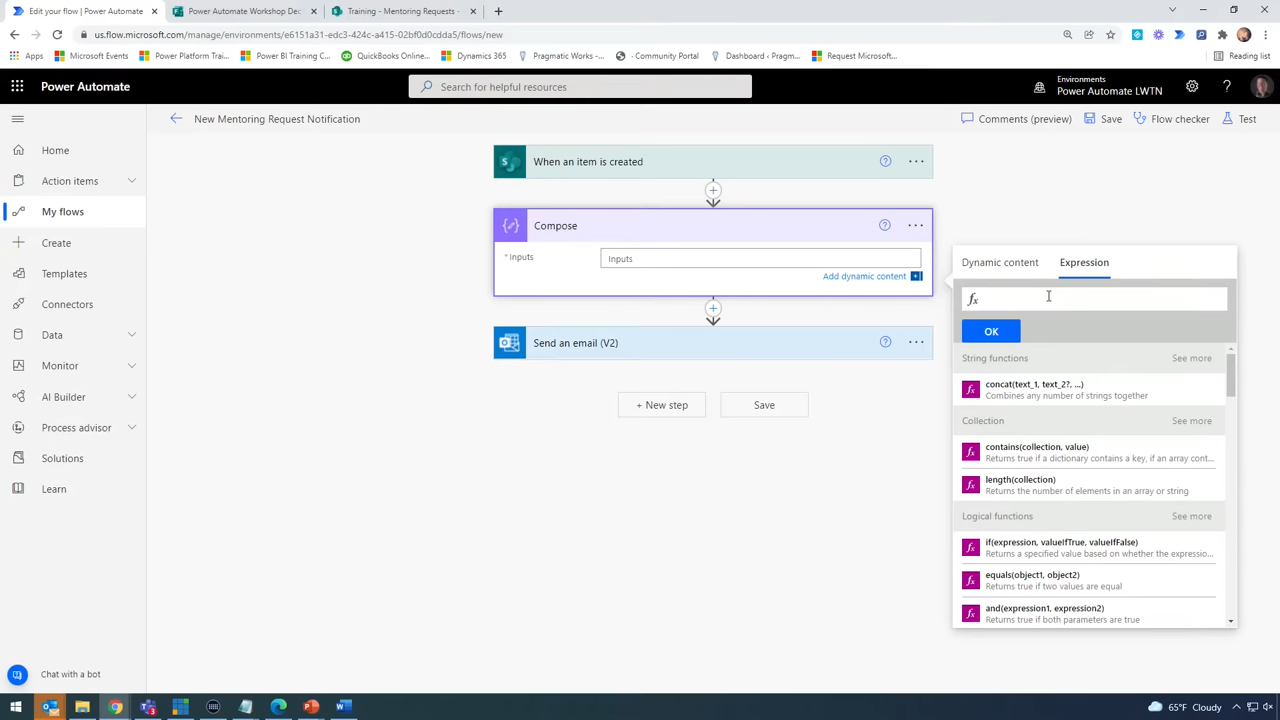 Edit your flow | Power Automate
Power Automate Workshop Dec
Training - Mentoring Requests -
us.flow.microsoft.com/manage/environments/e6151a31-edc3-424c-a415-02bf0d0cdda5/flows/new
Apps
Microsoft Events
Power Platform Trai...
Power BI Training C...
QuickBooks Online...
Dynamics 365
Pragmatic Works -...
- Community Portal
Dashboard ‹ Pragm...
Request Microsoft...
Reading list
Power Automate
Search for helpful resources
Environments
Power Automate LWTN
New Mentoring Request Notification
Comments (preview)
Save
Flow checker
Test
Home
Action items
My flows
Create
Templates
Connectors
Data
Monitor
AI Builder
Process advisor
Solutions
Learn
Chat with a bot
When an item is created
Compose
* Inputs
Inputs
Add dynamic content
Send an email (V2)
+ New step
Save
Dynamic content
Expression
fx
OK
String functions
See more
fx
concat(text_1, text_2?, ...)
Combines any number of strings together
Collection
See more
fx
contains(collection, value)
Returns true if a dictionary contains a key, if an array cont...
fx
length(collection)
Returns the number of elements in an array or string
Logical functions
See more
fx
if(expression, valueIfTrue, valueIfFalse)
Returns a specified value based on whether the expressio...
fx
equals(object1, object2)
Returns true if two values are equal
fx
and(expression1, expression2)
Returns true if both parameters are true
65°F Cloudy